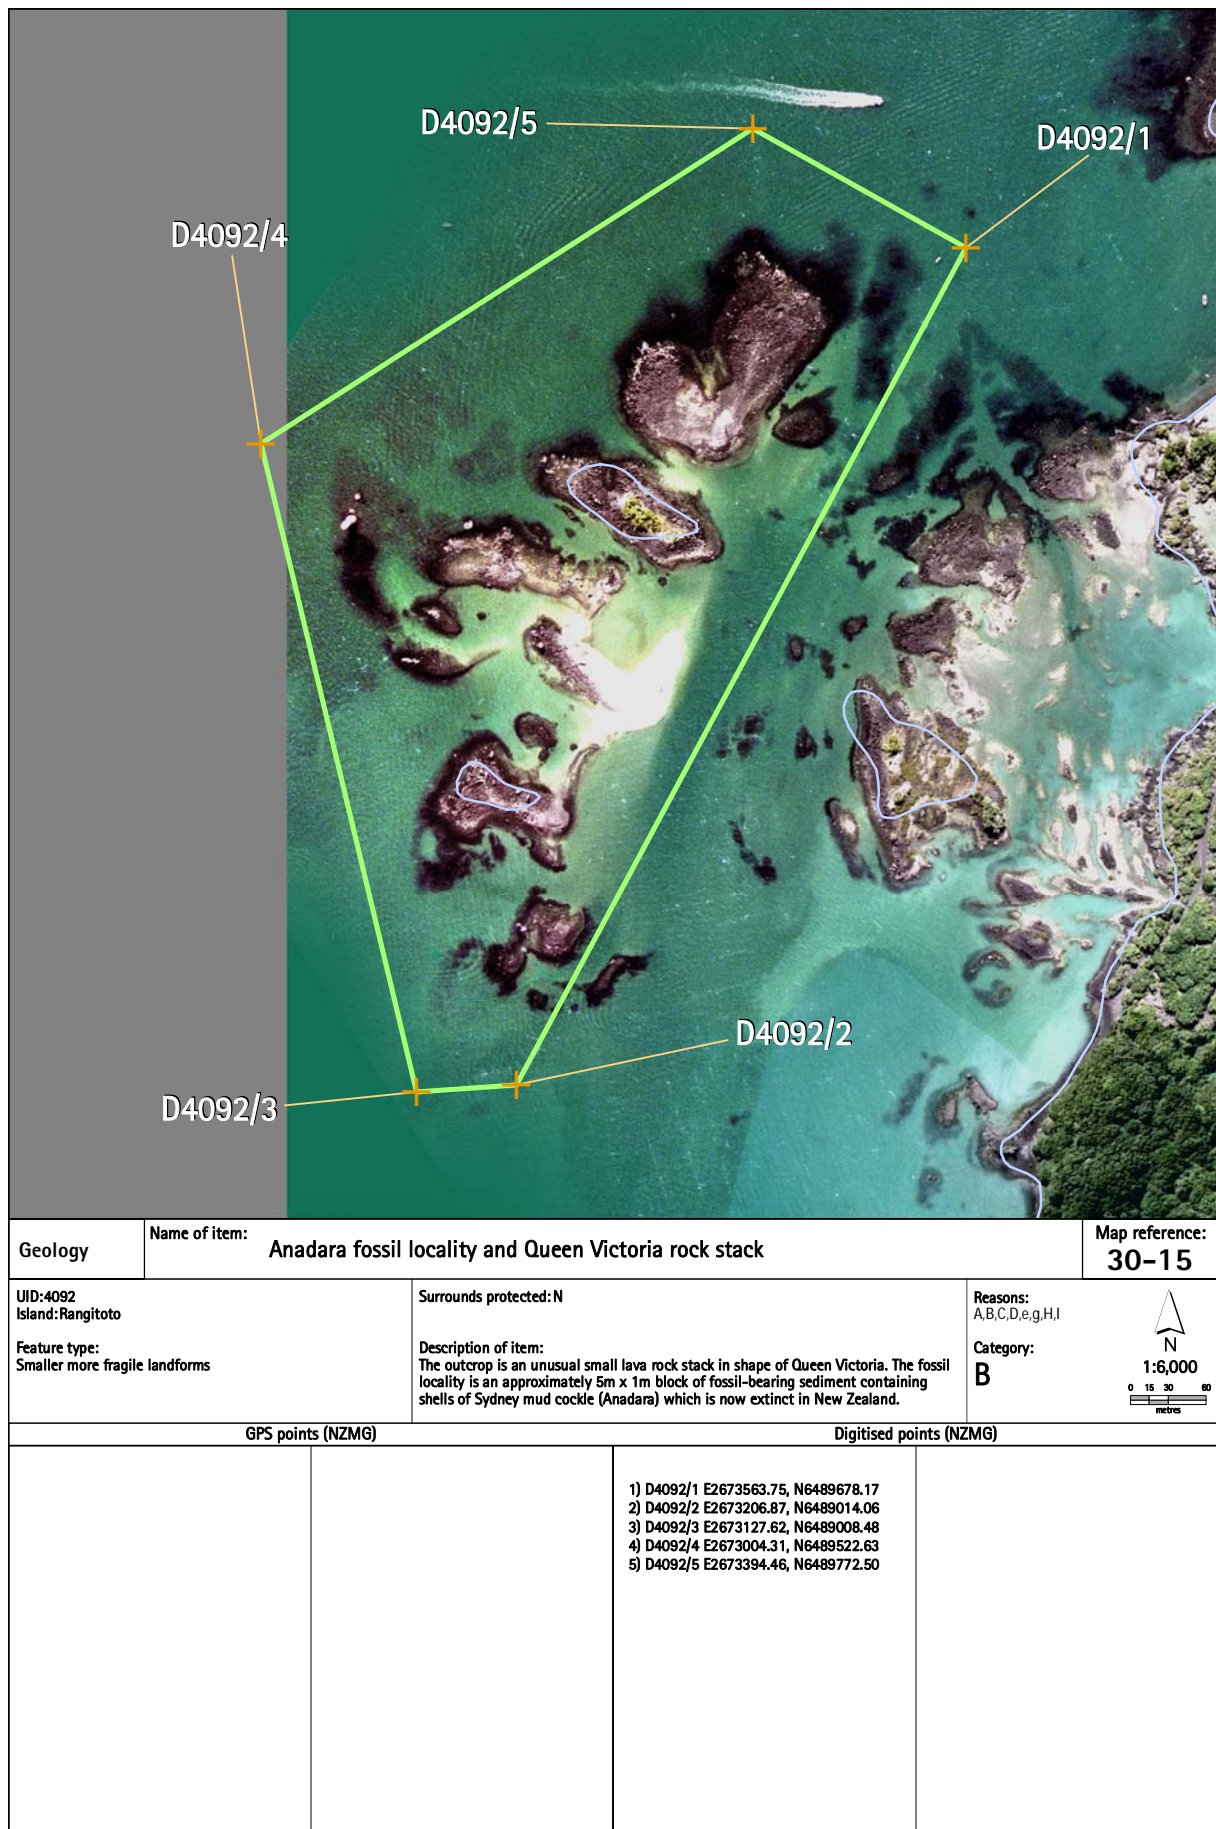 D4092/5
D4092/1
D4092/4
D4092/2
D4092/3
Geology
Name of item:
Anadara fossil locality and Queen Victoria rock stack
Map reference:
30-15
UID:4092
Island:Rangitoto
Feature type:
Smaller more fragile landforms
Surrounds protected: N
Description of item:
The outcrop is an unusual small lava rock stack in shape of Queen Victoria. The fossil
locality is an approximately 5m x 1m block of fossil-bearing sediment containing
shells of Sydney mud cockle (Anadara) which is now extinct in New Zealand.
Reasons:
A,B,C,D,e,g,H,I
Category:
B
N
1:6,000
0 15 30 60
metres
GPS points (NZMG)
Digitised points (NZMG)
1) D4092/1 E2673563.75, N6489678.17
2) D4092/2 E2673206.87, N6489014.06
3) D4092/3 E2673127.62, N6489008.48
4) D4092/4 E2673004.31, N6489522.63
5) D4092/5 E2673394.46, N6489772.50